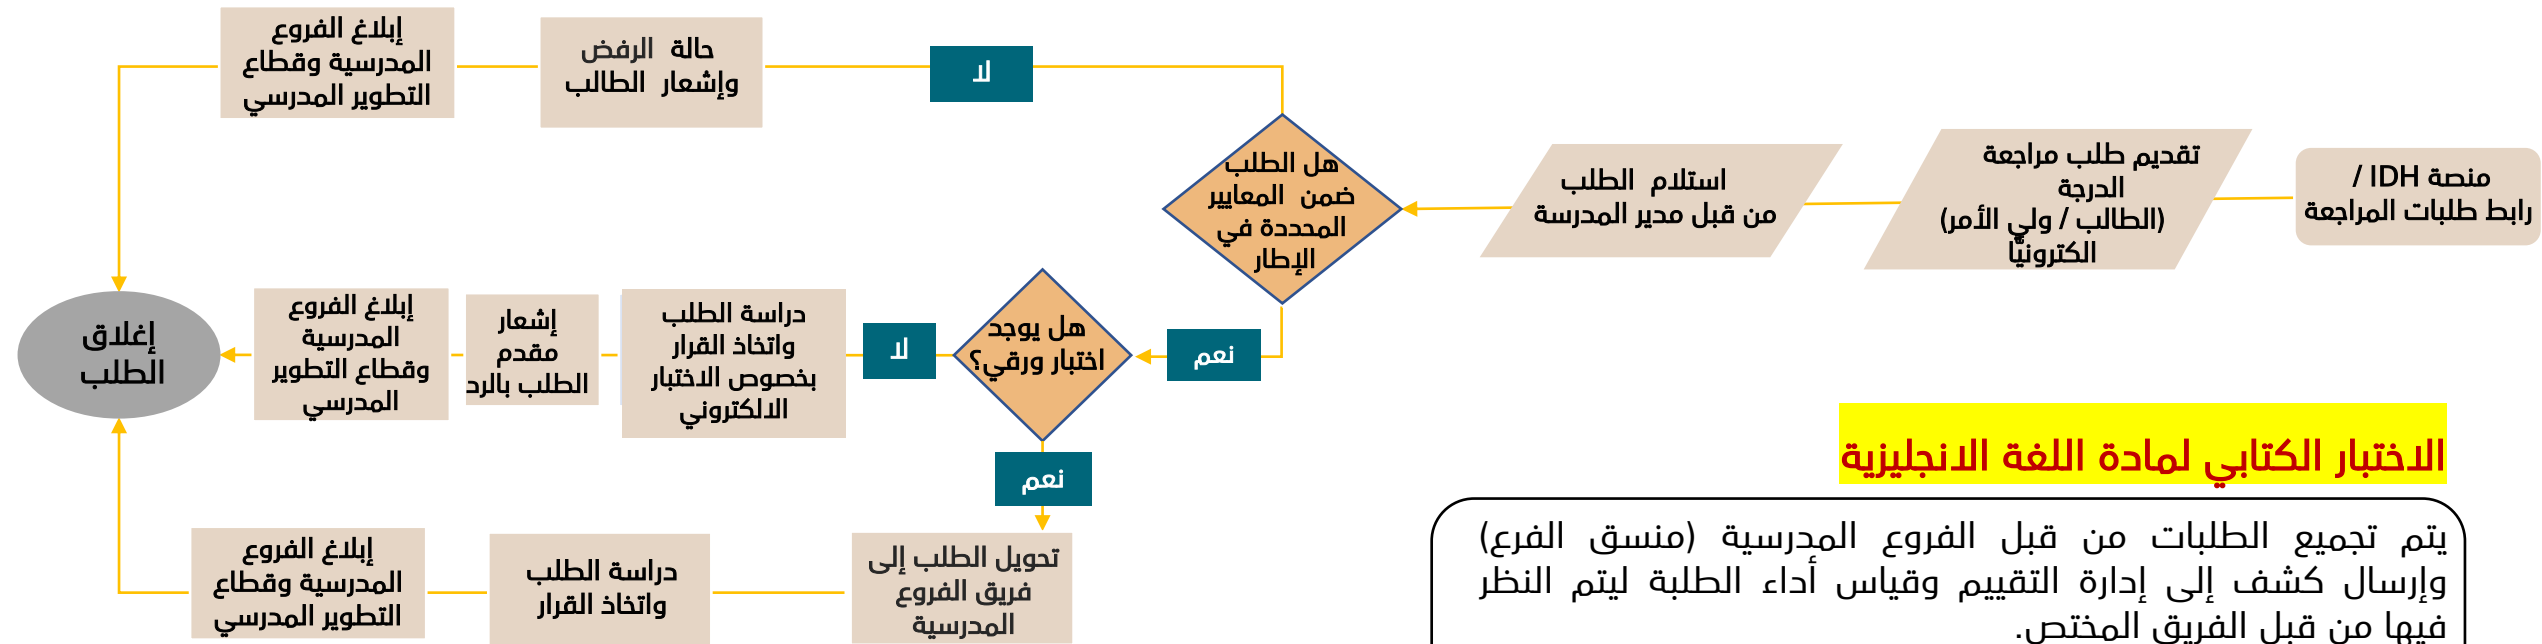 منصة IDH /
رابط طلبات المراجعة
تقديم طلب مراجعة
الدرجة
(الطالب / ولي الأمر)
الكترونيًّا
استلام الطلب
من قبل مدير المدرسة
هل الطلب
ضمن المعايير
المحددة في
الإطار
لا
حالة الرفض
وإشعار الطالب
إبلاغ الفروع
المدرسية وقطاع
التطوير المدرسي
نعم
هل يوجد
اختبار ورقي؟
لا
دراسة الطلب
واتخاذ القرار
بخصوص الاختبار
الالكتروني
إشعار
مقدم
الطلب بالرد
إبلاغ الفروع
المدرسية
وقطاع التطوير
المدرسي
إغلاق
الطلب
نعم
تحويل الطلب إلى
فريق الفروع
المدرسية
دراسة الطلب
واتخاذ القرار
إبلاغ الفروع
المدرسية وقطاع
التطوير المدرسي
الاختبار الكتابي لمادة اللغة الانجليزية
يتم تجميع الطلبات من قبل الفروع المدرسية (منسق الفرع)
وإرسال كشف إلى إدارة التقييم وقياس أداء الطلبة ليتم النظر
فيها من قبل الفريق المختص.